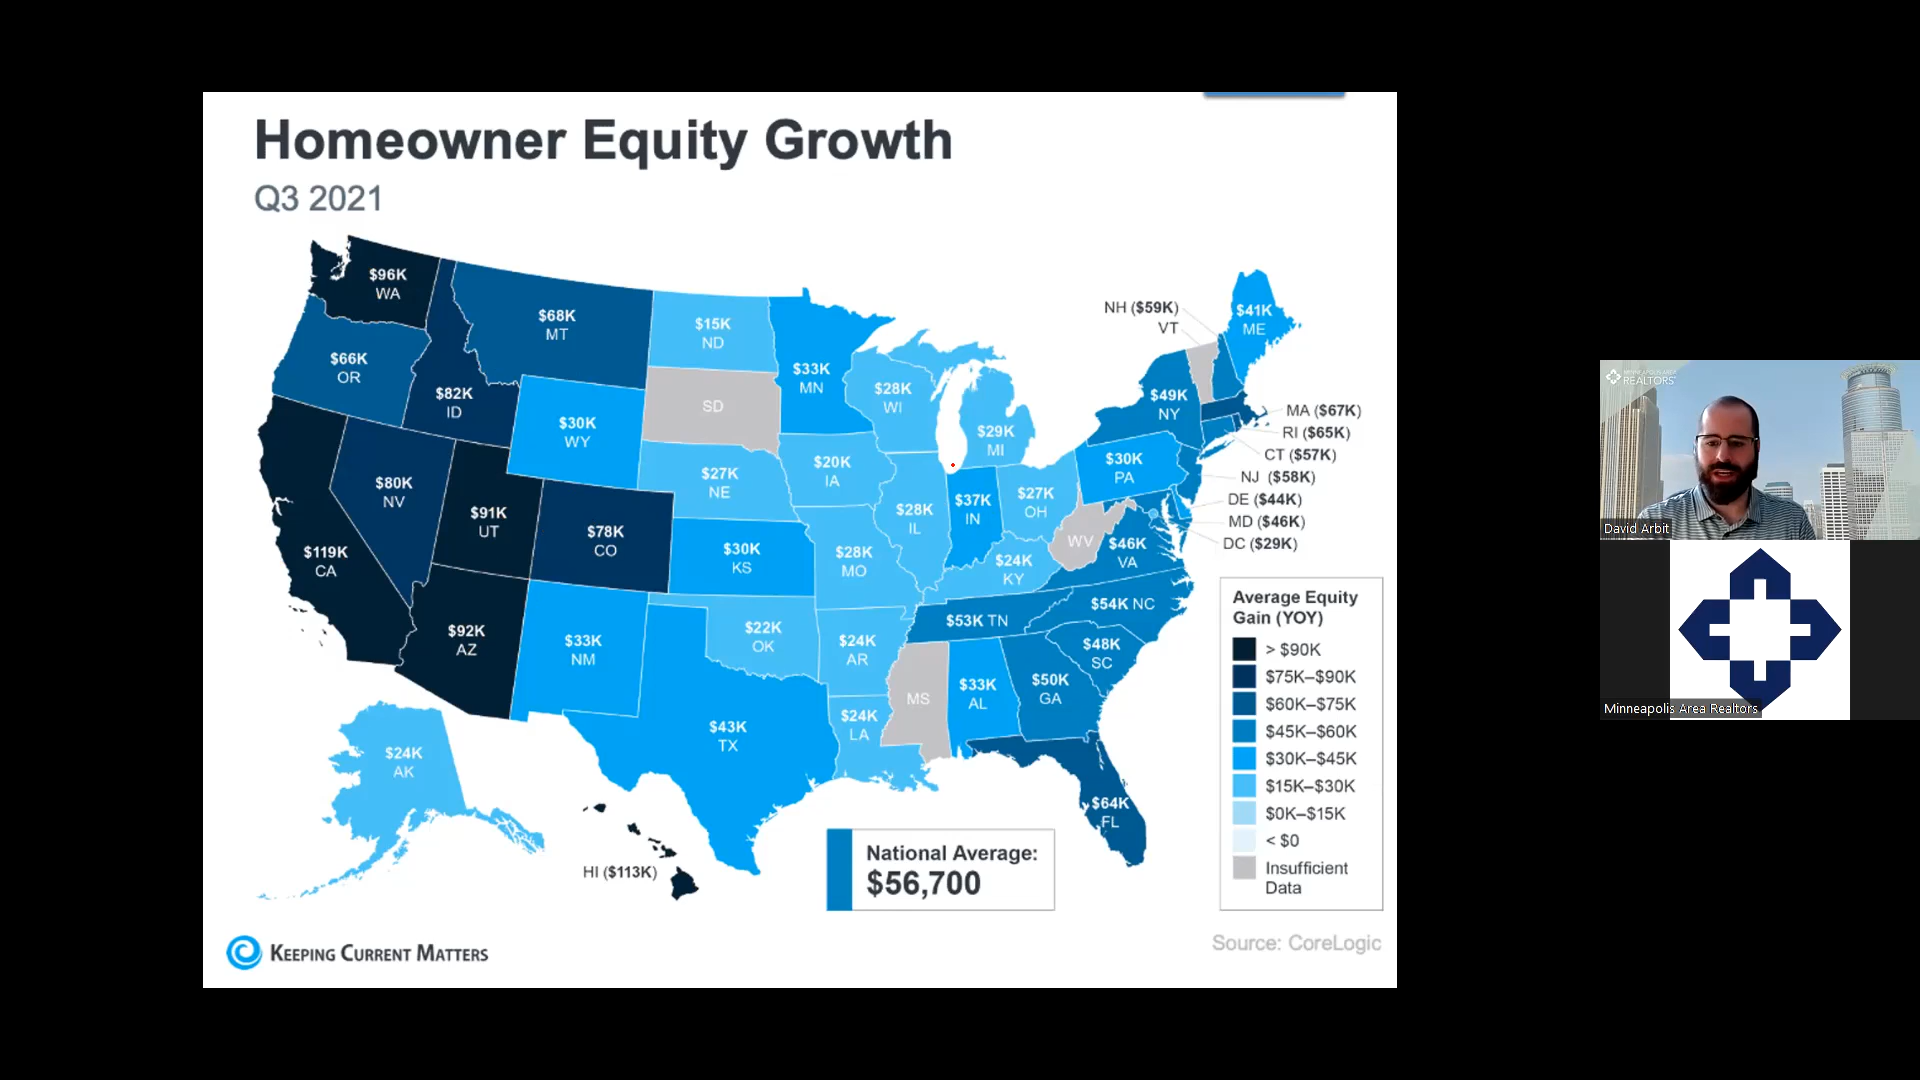 Homeowner Equity Growth
Q3 2021
$96K
WA
$68K
MT
$15K
ND
$33K
MN
$66K
OR
$82K
ID
$30K
WY
SD
$28K
WI
$29K
MI
NH ($59K)
VT
$41K
ME
$49K
NY
MA ($67K)
RI ($65K)
CT ($57K)
NJ ($58K)
DE ($44K)
MD ($46K)
DC ($29K)
$80K
NV
$91K
UT
$78K
CO
$27K
NE
$20K
IA
$28K
IL
$37K
IN
$27K
OH
$30K
PA
WV
$46K
VA
$119K
CA
$30K
KS
$28K
MO
$24K
KY
$92K
AZ
$33K
NM
$22K
OK
$24K
AR
$53K TN
$54K NC
$48K
SC
$43K
TX
$24K
LA
MS
$33K
AL
$50K
GA
$64K
FL
$24K
AK
HI ($113K)
Average Equity
Gain (YOY)
> $90K
$75K–$90K
$60K–$75K
$45K–$60K
$30K–$45K
$15K–$30K
$0K–$15K
< $0
Insufficient
Data
National Average:
$56,700
KEEPING CURRENT MATTERS
Source: CoreLogic
MINNEAPOLIS AREA
REALTORS®
David Arbit
Minneapolis Area Realtors